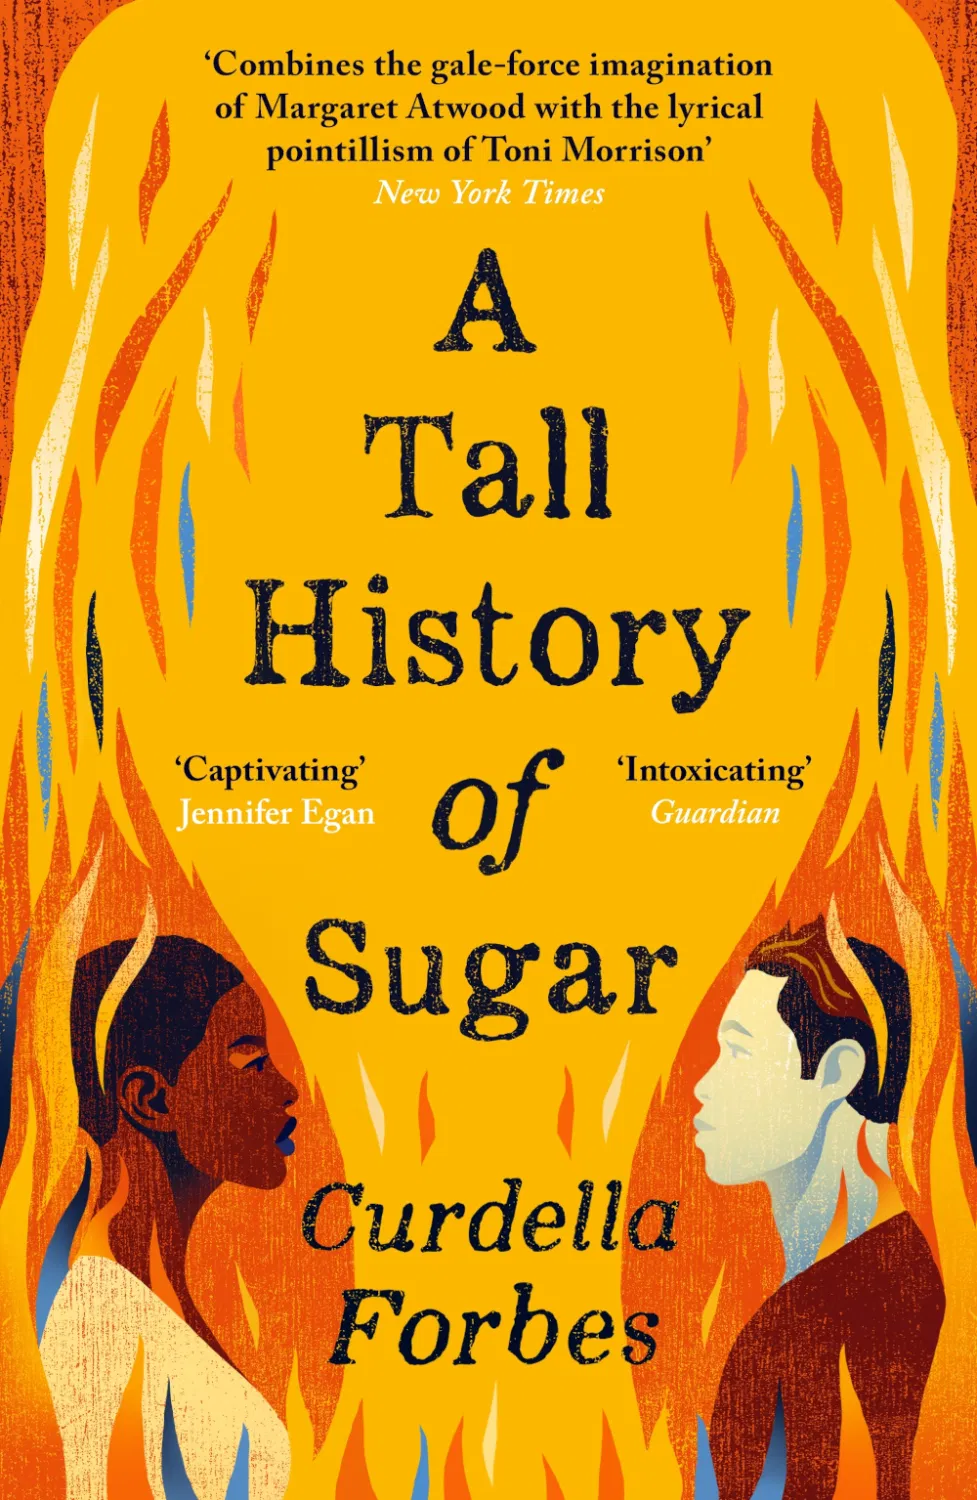 ‘Combines the gale-force imagination
of Margaret Atwood with the lyrical
pointillism of Toni Morrison’
New York Times
A
Tall
History
of
‘Captivating’
Jennifer Egan
‘Intoxicating’
Guardian
Sugar
Curdella
Forbes